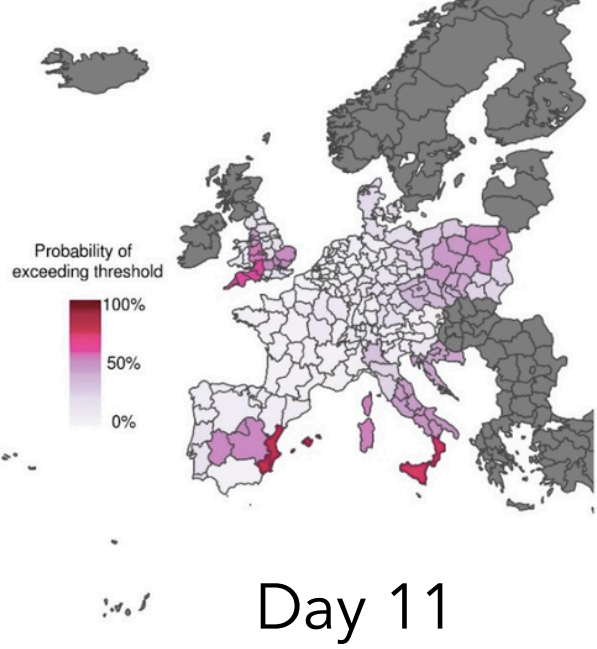 Probability of
exceeding threshold
100%
50%
0%
Day 11